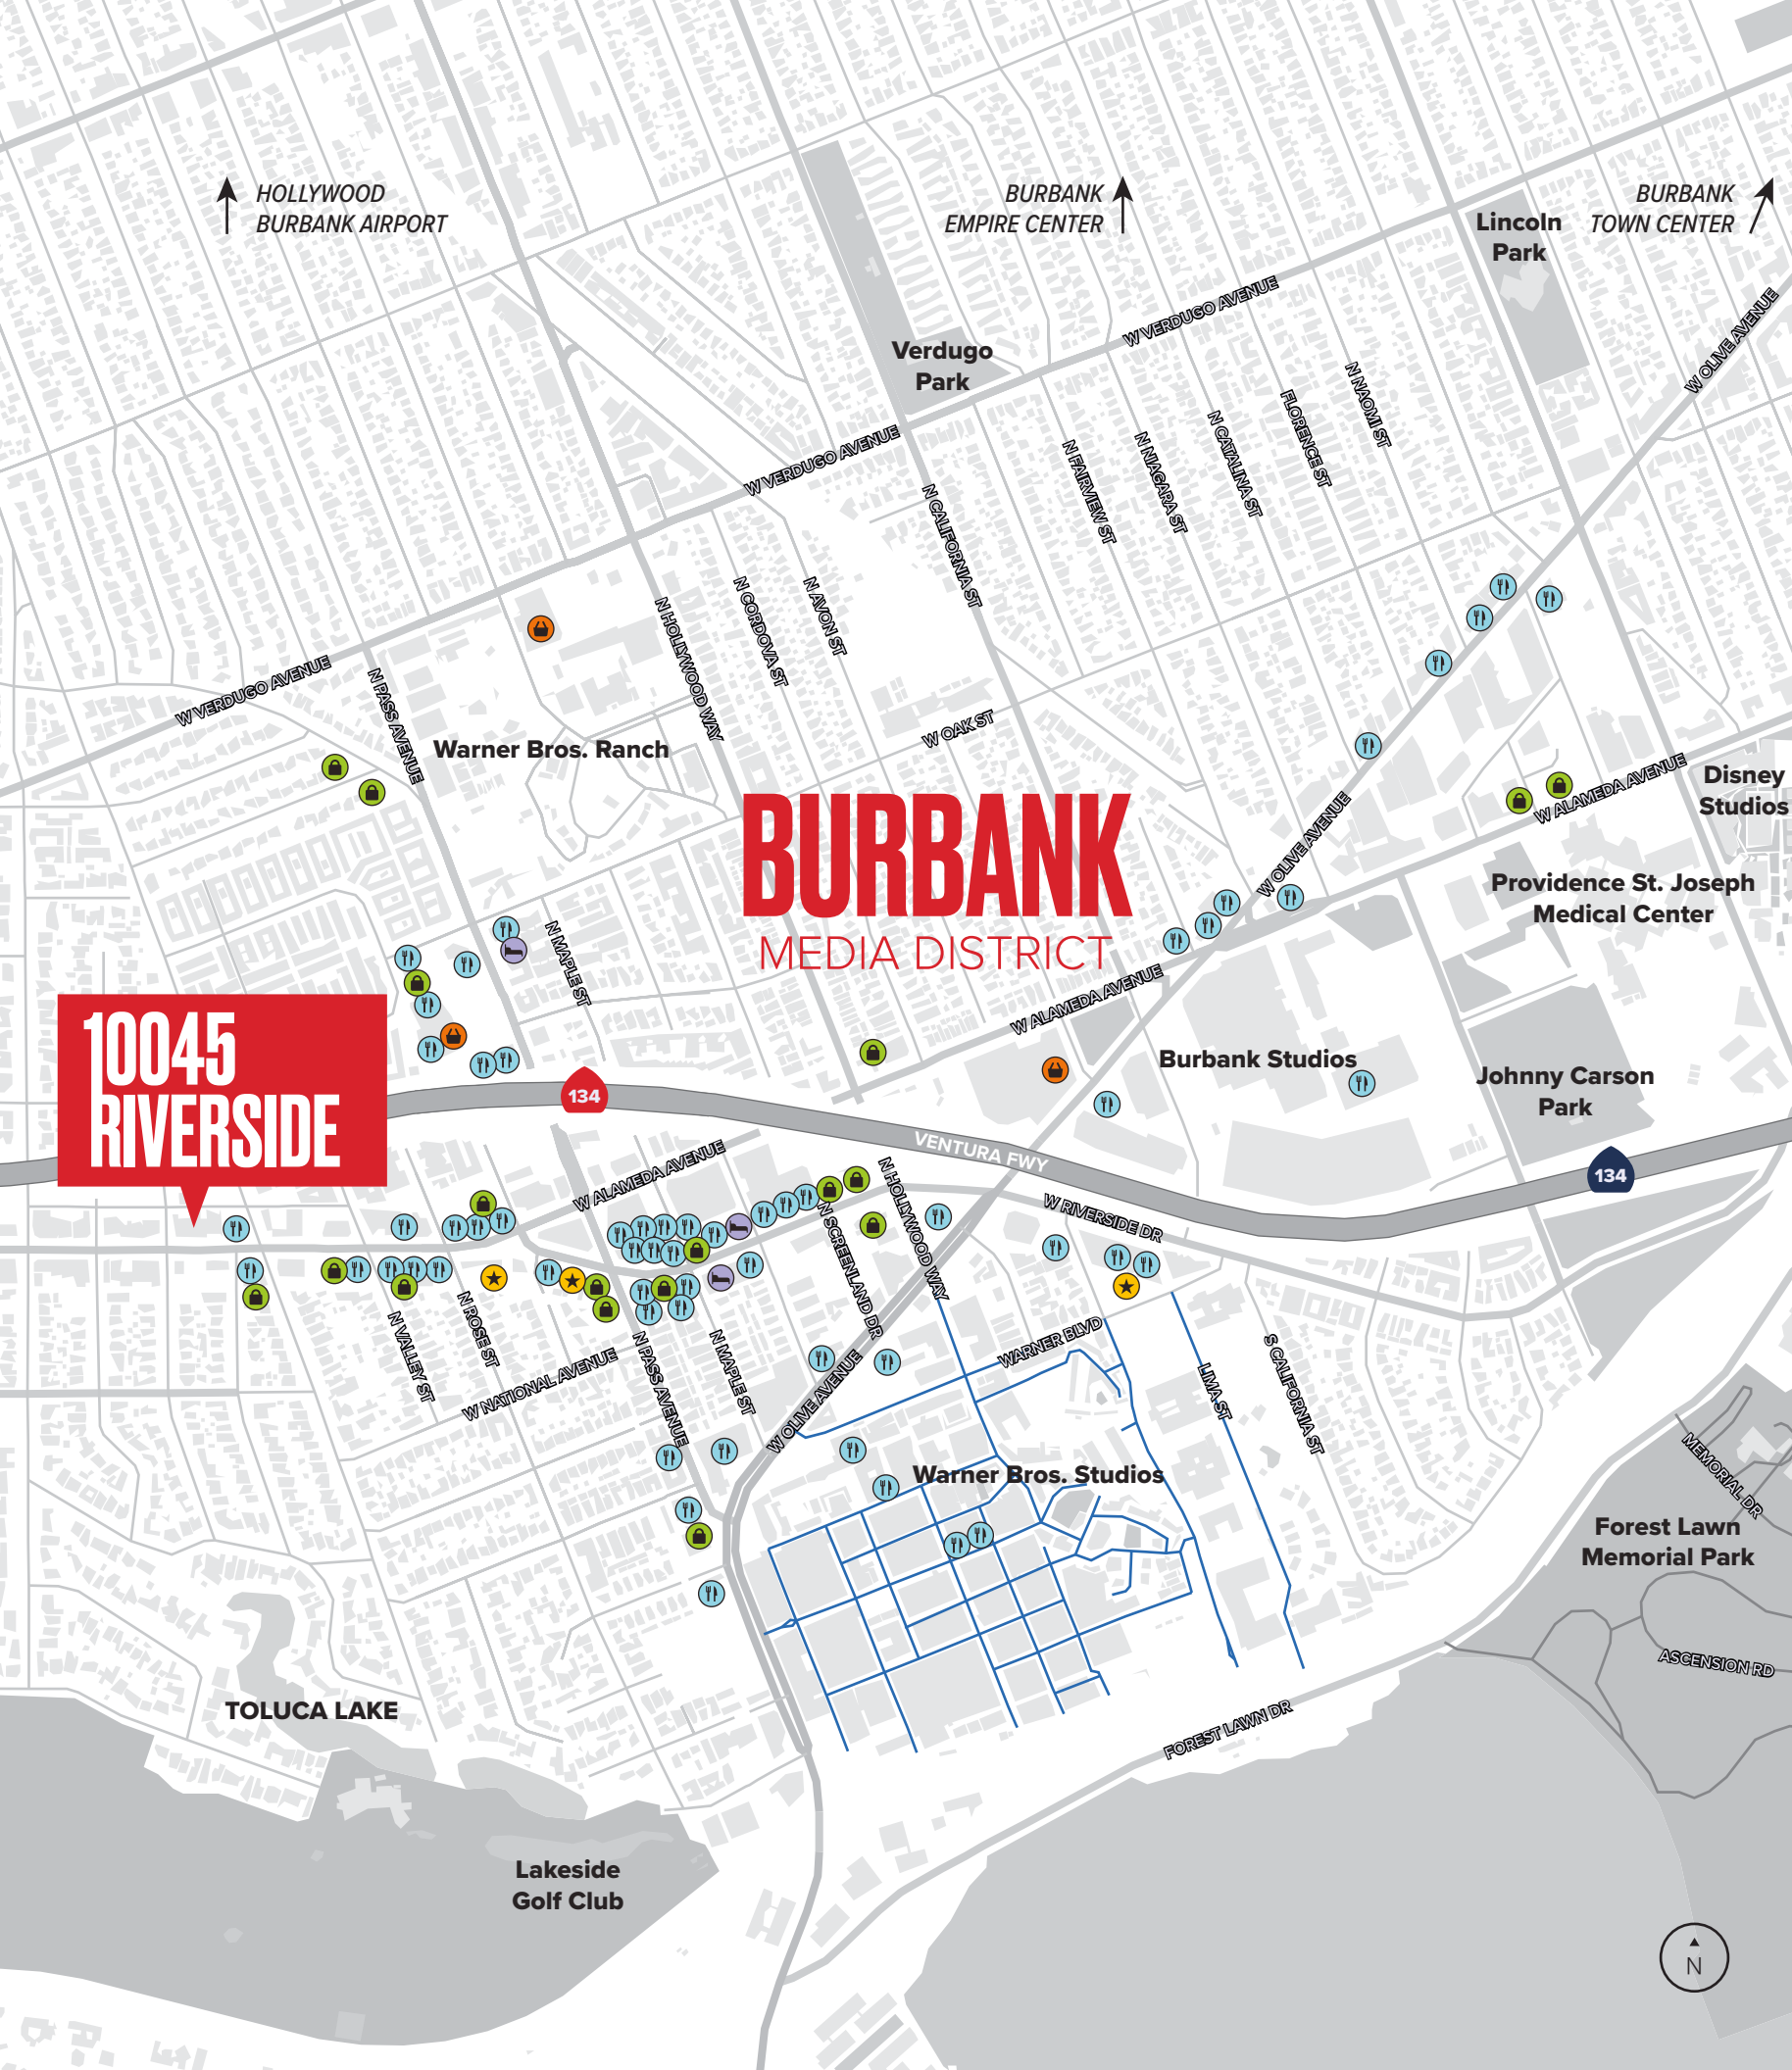 HOLLYWOOD
BURBANK AIRPORT
BURBANK
EMPIRE CENTER
BURBANK
TOWN CENTER
Lincoln
Park
W OLIVE AVENUE
W VERDUGO AVENUE
Verdugo
Park
N NAOMI ST
FLORENCE ST
N CATALINA ST
N NIAGARA ST
N FAIRVIEW ST
W VERDUGO AVENUE
N CALIFORNIA ST
N AVON ST
N CORDOVA ST
N HOLLYWOOD WAY
W VERDUGO AVENUE
N PASS AVENUE
Warner Bros. Ranch
W OAK ST
W ALAMEDA AVENUE
Disney
Studios
W OLIVE AVENUE
BURBANK
MEDIA DISTRICT
Providence St. Joseph
Medical Center
N MAPLE ST
W ALAMEDA AVENUE
10045
RIVERSIDE
134
Burbank Studios
Johnny Carson
Park
VENTURA FWY
134
W ALAMEDA AVENUE
N HOLLYWOOD WAY
W RIVERSIDE DR
N SCREENLAND DR
N VALLEY ST
N ROSE ST
W NATIONAL AVENUE
N PASS AVENUE
N MAPLE ST
W OLIVE AVENUE
WARNER BLVD
LIMA ST
S CALIFORNIA ST
Warner Bros. Studios
MEMORIAL DR
Forest Lawn
Memorial Park
ASCENSION RD
TOLUCA LAKE
FOREST LAWN DR
Lakeside
Golf Club
N